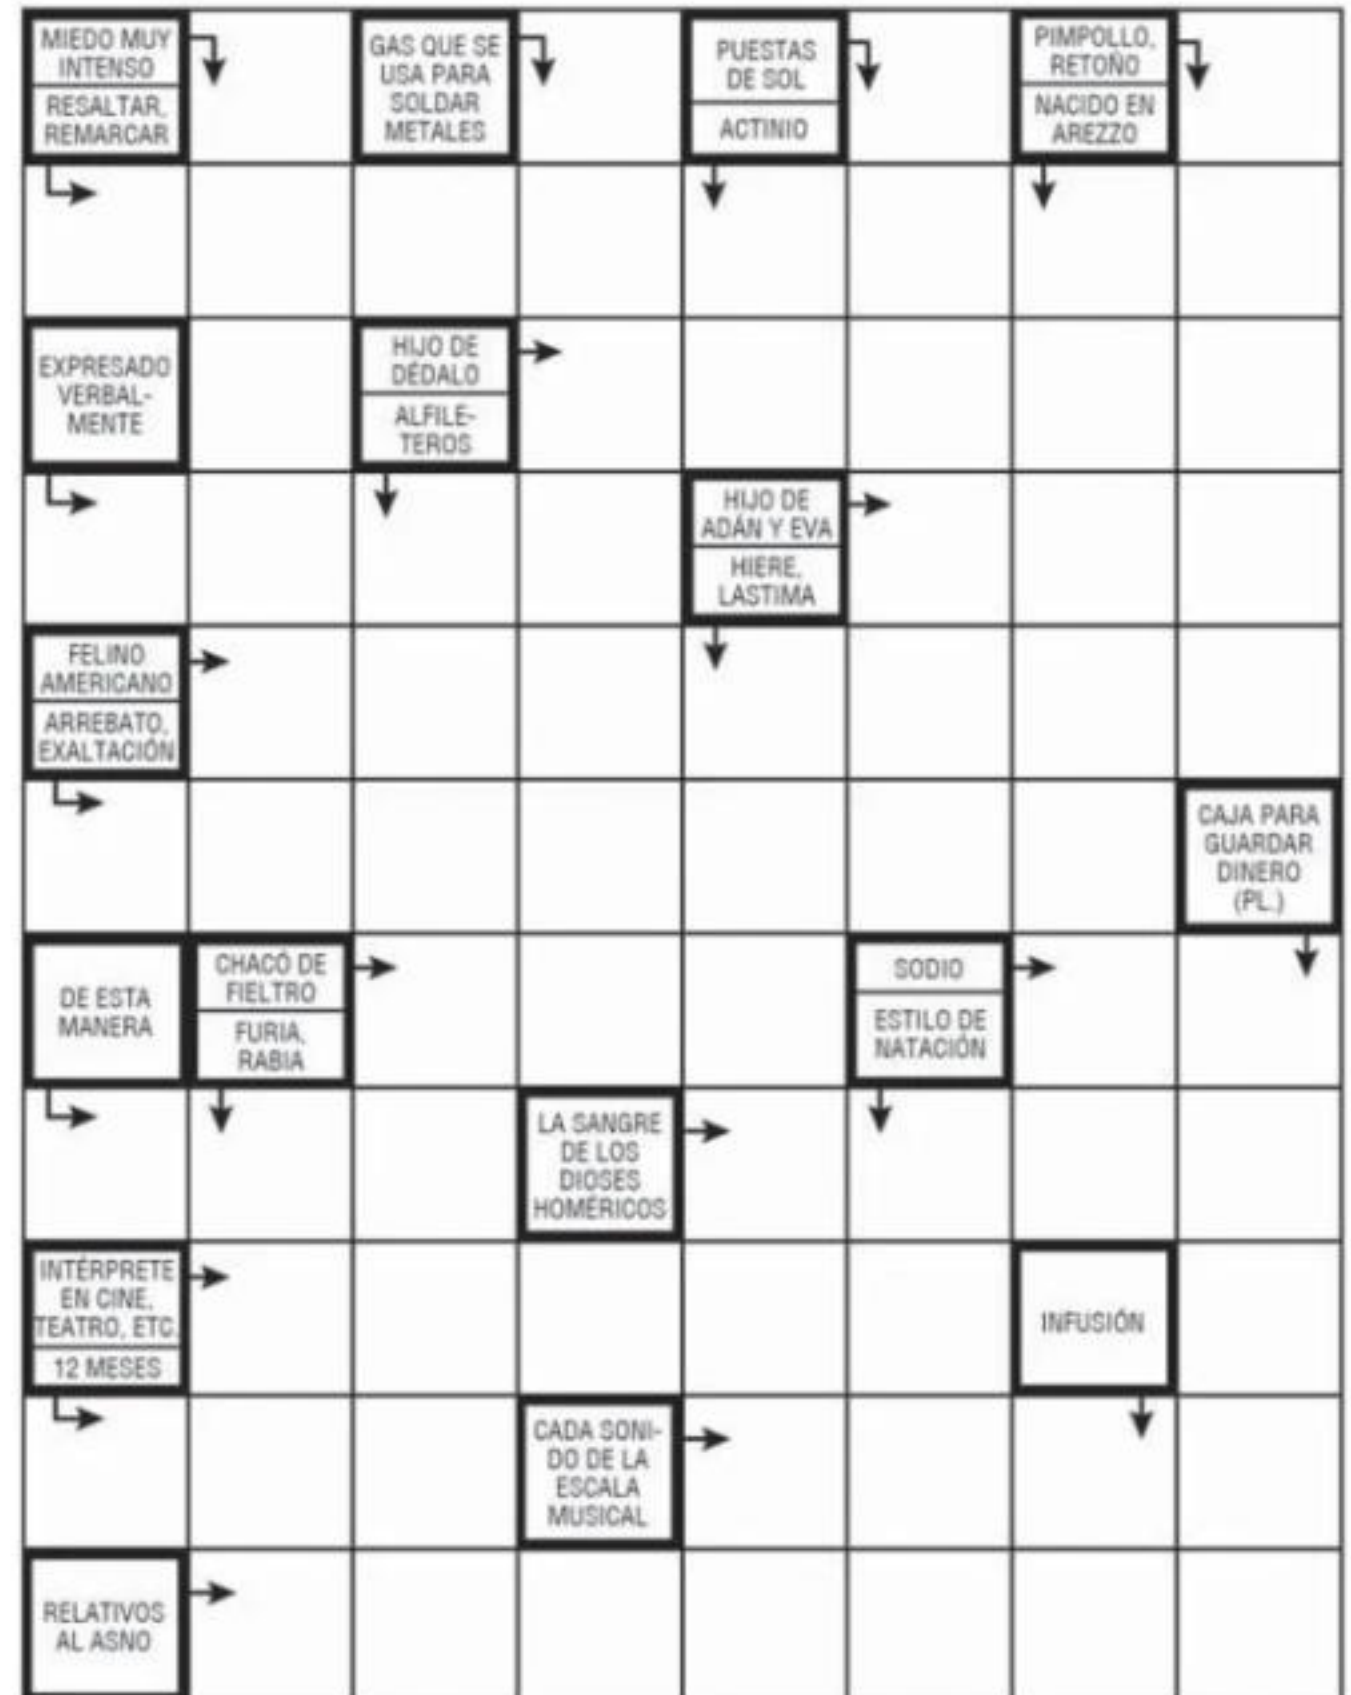 MIEDO MUY
INTENSO
RESALTAR,
REMARCAR
GAS QUE SE
USA PARA
SOLDAR
METALES
PUESTAS
DE SOL
ACTINIO
PIMPOLLO,
RETOÑO
NACIDO EN
AREZZO
EXPRESADO
VERBAL-
MENTE
HIJO DE
DÉDALO
ALFILE-
TEROS
HIJO DE
ADÁN Y EVA
HIERE,
LASTIMA
FELINO
AMERICANO
ARREBATO,
EXALTACIÓN
CAJA PARA
GUARDAR
DINERO
(PL.)
DE ESTA
MANERA
CHACÓ DE
FIELTRO
FURIA,
RABIA
SODIO
ESTILO DE
NATACIÓN
LA SANGRE
DE LOS
DIOSES
HOMÉRICOS
INTÉRPRETE
EN CINE,
TEATRO, ETC.
12 MESES
INFUSIÓN
CADA SONI-
DO DE LA
ESCALA
MUSICAL
RELATIVOS
AL ASNO